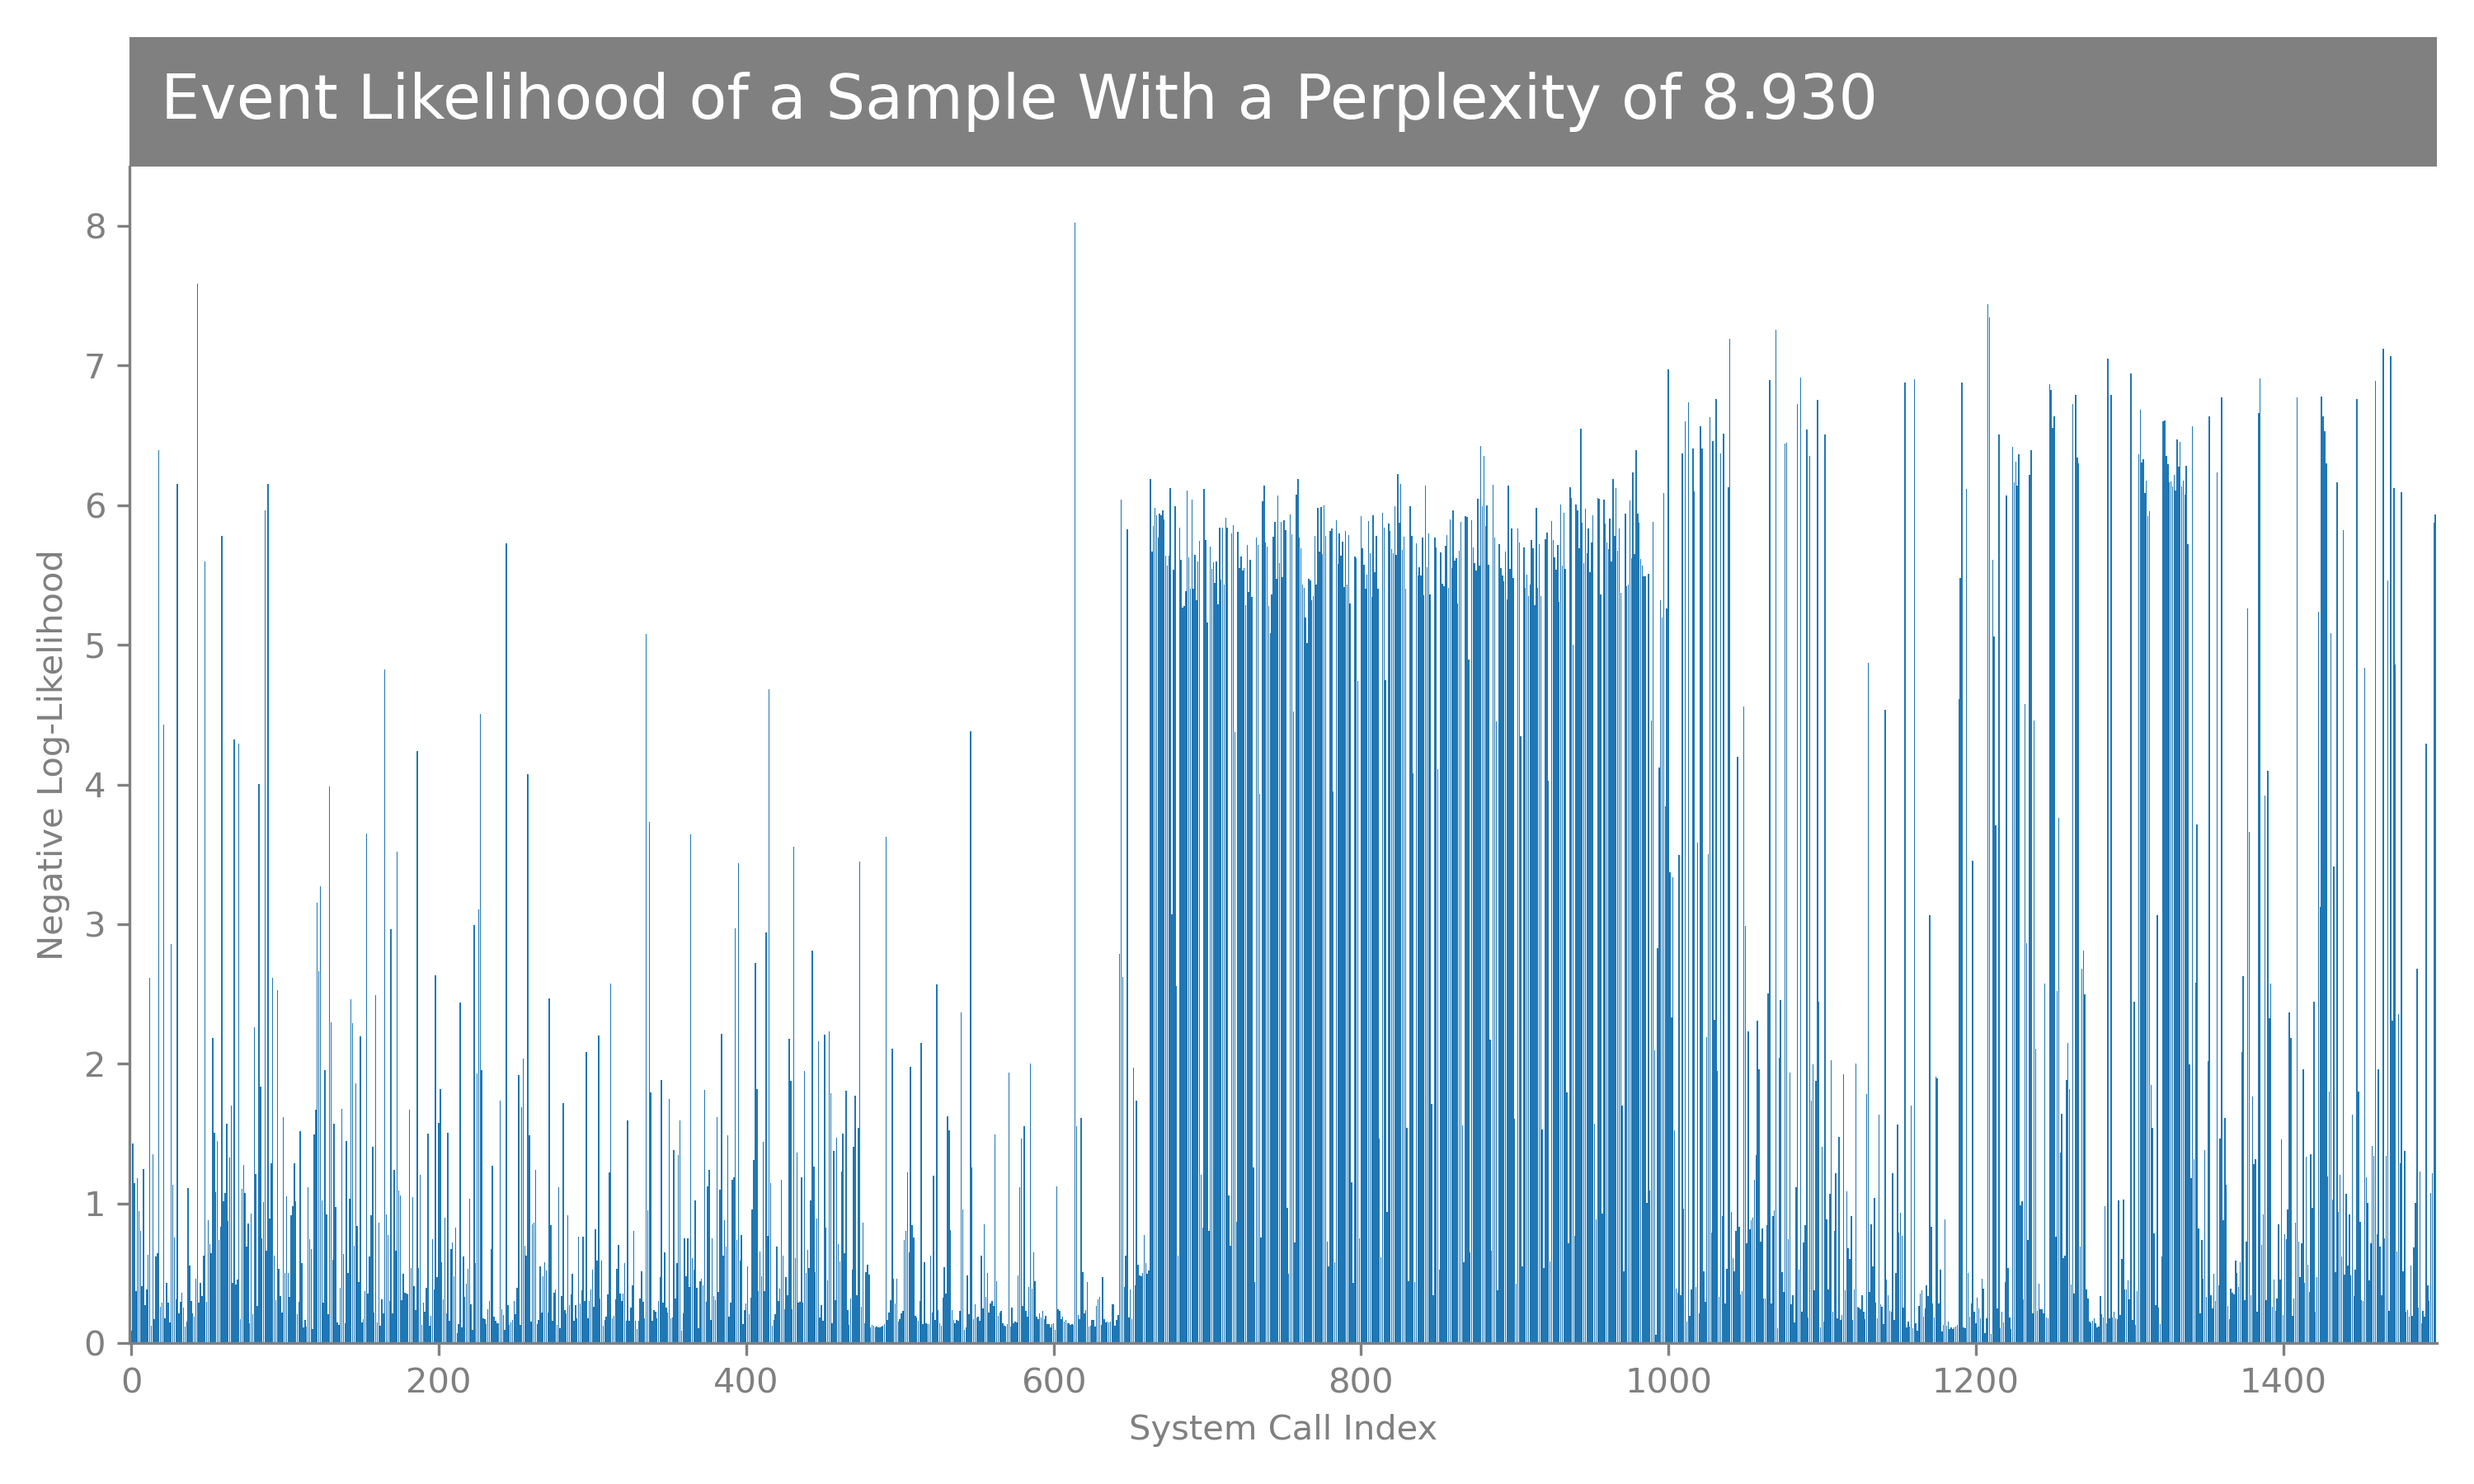 Event Likelihood of a Sample With a Perplexity of 8.930
8
7
6
5
4
3
2
1
0
Negative Log-Likelihood
0 200 400 600 800 1000 1200 1400
System Call Index